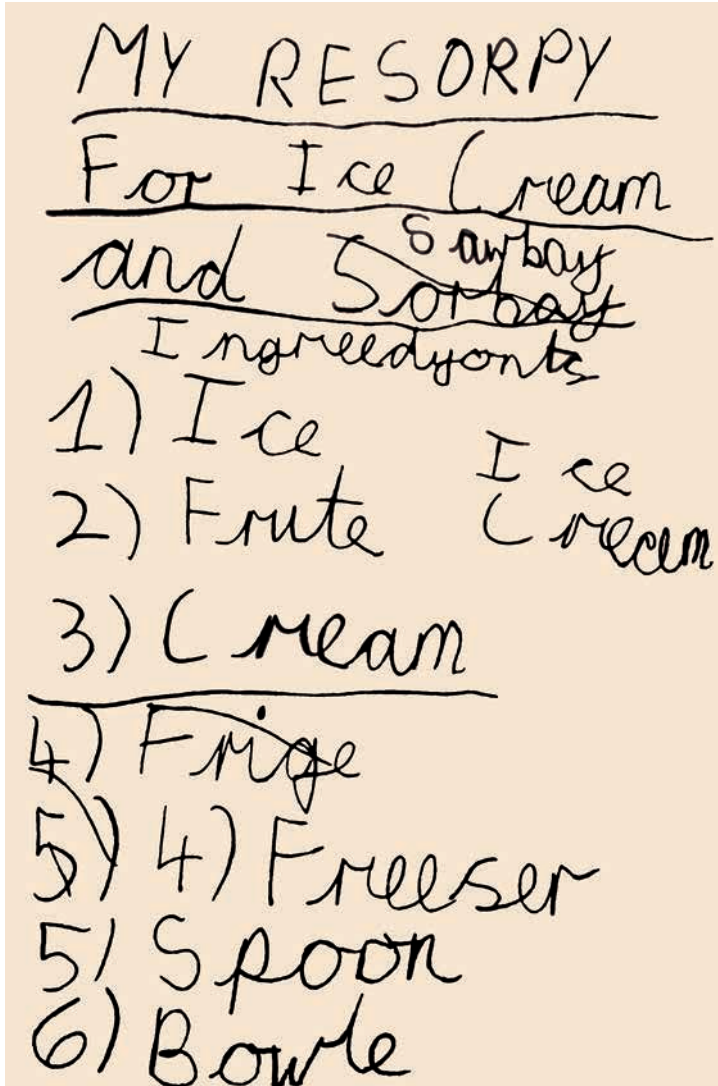 MY RESORPY
For Ice Cream
Sawbay
and Sorbay
Ingreedyonts
1) Ice
Ice
2) Frute
Cream
3) Cream
4) Frige
5) 4) Freeser
5) Spoon
6) Bowle